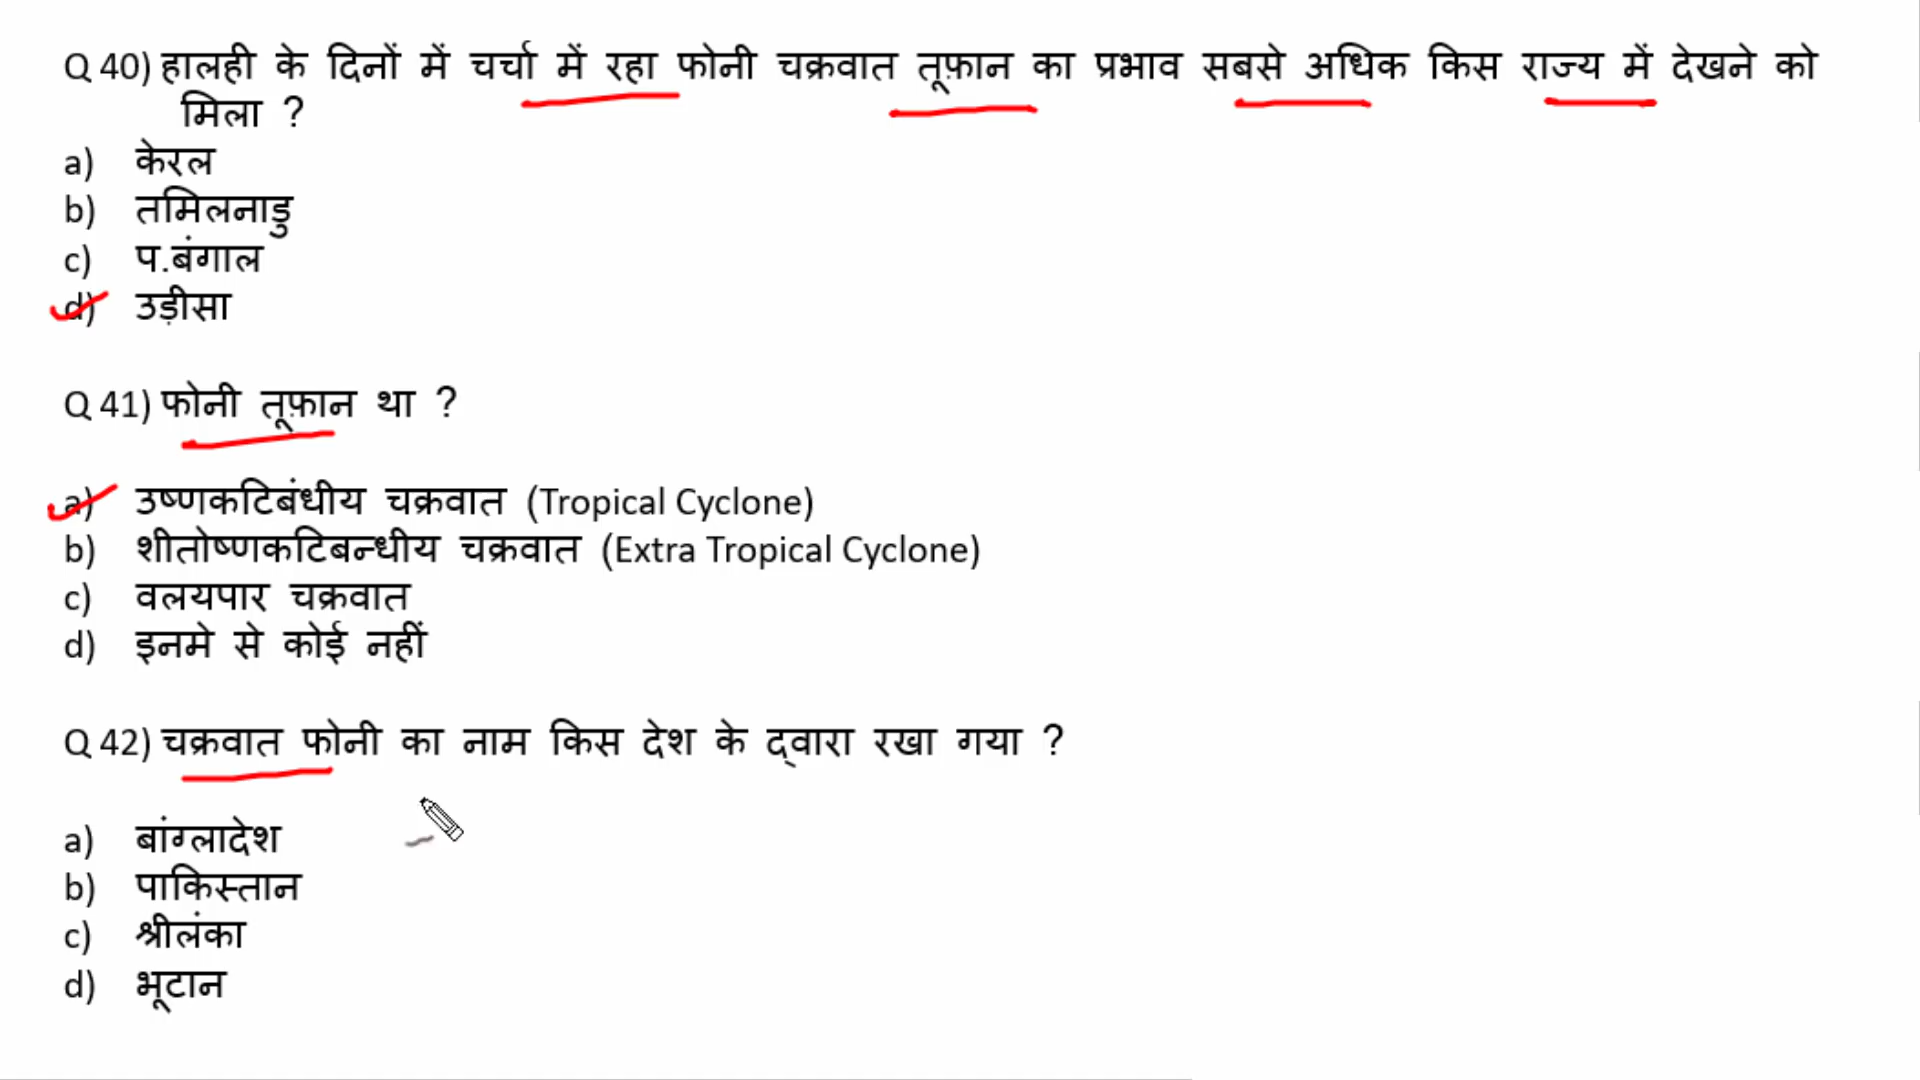 Q 40) हालही के दिनों में चर्चा में रहा फोनी चक्रवात तूफ़ान का प्रभाव सबसे अधिक किस राज्य में देखने को
मिला ?
a) केरल
b) तमिलनाडु
c) प.बंगाल
d) उड़ीसा
Q 41) फोनी तूफ़ान था ?
a) उष्णकटिबंधीय चक्रवात (Tropical Cyclone)
b) शीतोष्णकटिबन्धीय चक्रवात (Extra Tropical Cyclone)
c) वलयपार चक्रवात
d) इनमे से कोई नहीं
Q 42) चक्रवात फोनी का नाम किस देश के द्वारा रखा गया ?
a) बांग्लादेश
b) पाकिस्तान
c) श्रीलंका
d) भूटान